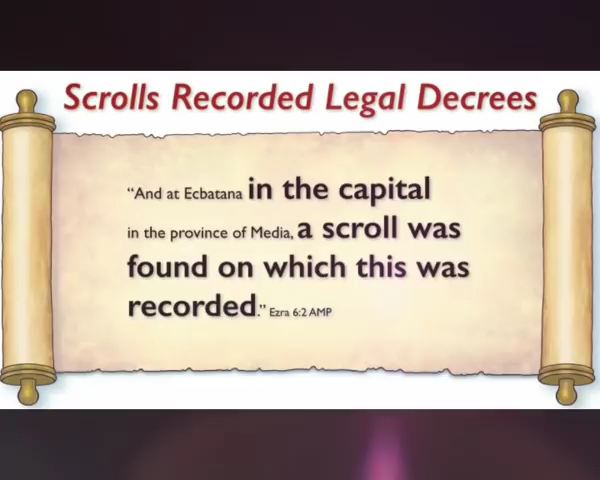 Scrolls Recorded Legal Decrees
“And at Ecbatana in the capital
in the province of Media, a scroll was
found on which this was
recorded.” Ezra 6:2 AMP